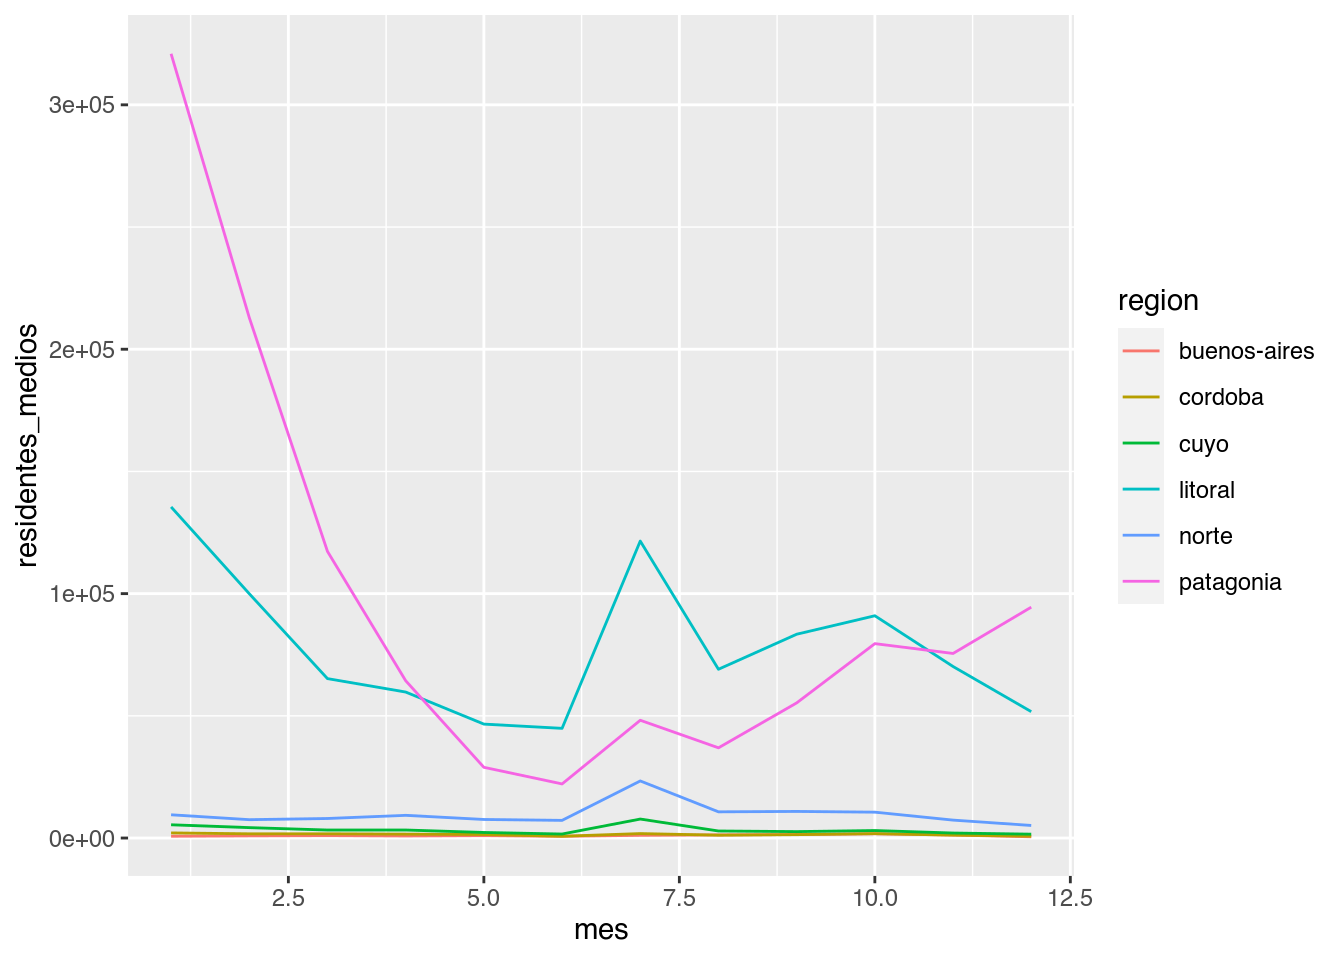 residentes_medios
3e+05
2e+05
1e+05
0e+00
2.5
5.0
7.5
10.0
12.5
mes
region
buenos-aires
cordoba
cuyo
litoral
norte
patagonia